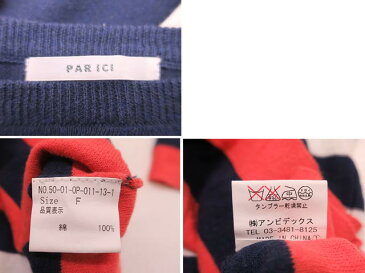 PAR ICI
NO.50-01-OP-011-13-1
Size F
品質表示
綿 100%
タンブラー乾燥禁止
㈱アンビデックス
TEL 03-3481-8125
MADE IN CHINA